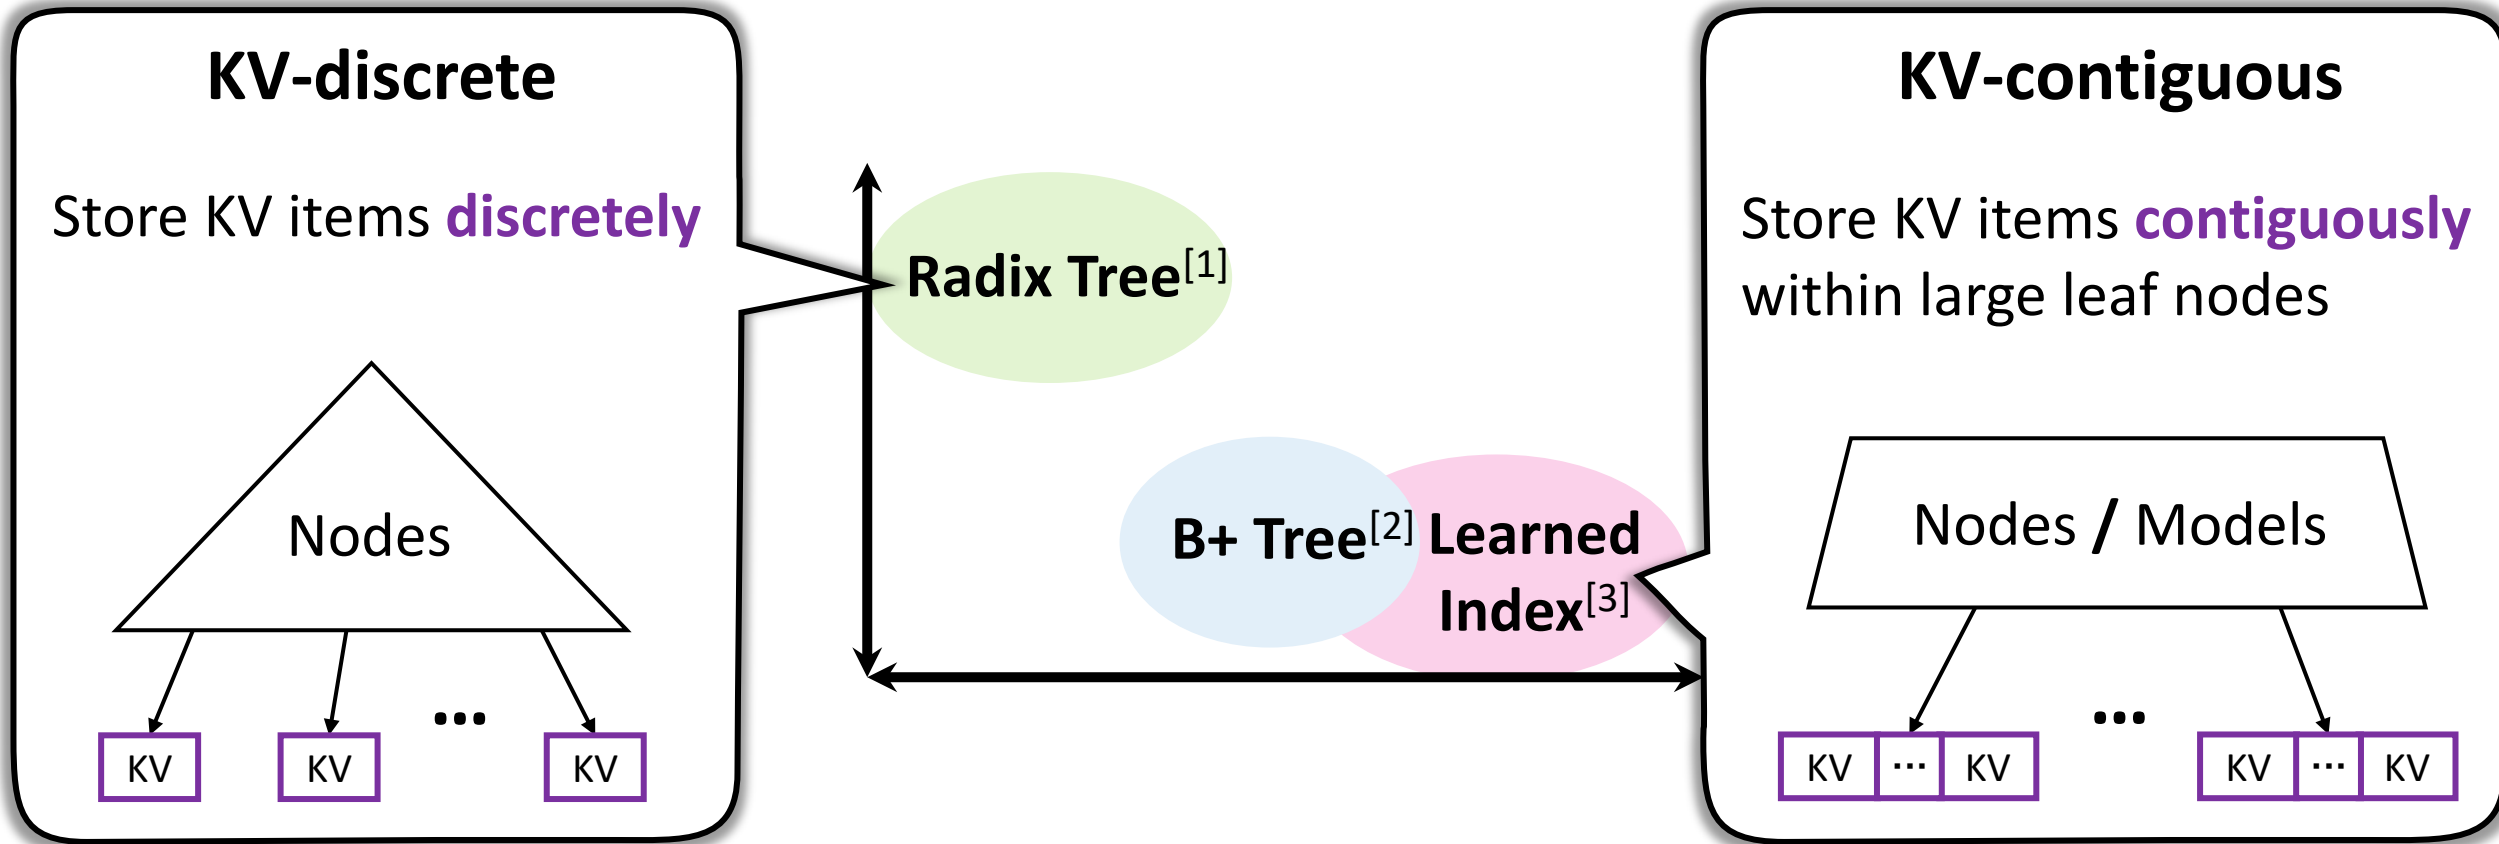 KV-discrete
Store KV items discretely
Nodes
...
KV
KV
KV
Radix Tree[1]
B+ Tree[2]
Learned
Index[3]
KV-contiguous
Store KV items contiguously
within large leaf nodes
Nodes / Models
...
KV ... KV
KV ... KV